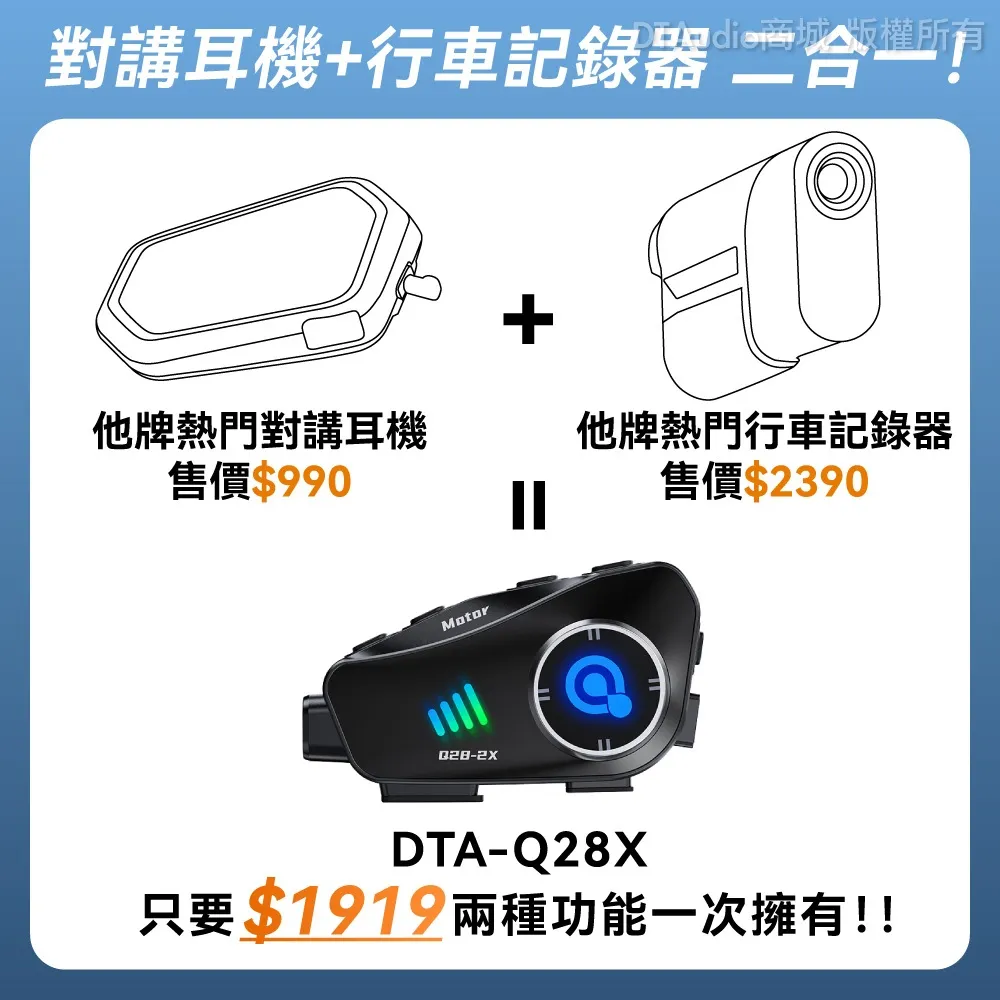 DTAudio商城 版權所有
對講耳機+行車記錄器 二合一!
+
他牌熱門對講耳機
售價$990
他牌熱門行車記錄器
售價$2390
=
Motor
Q28-2X
DTA-Q28X
只要$1919兩種功能一次擁有!!